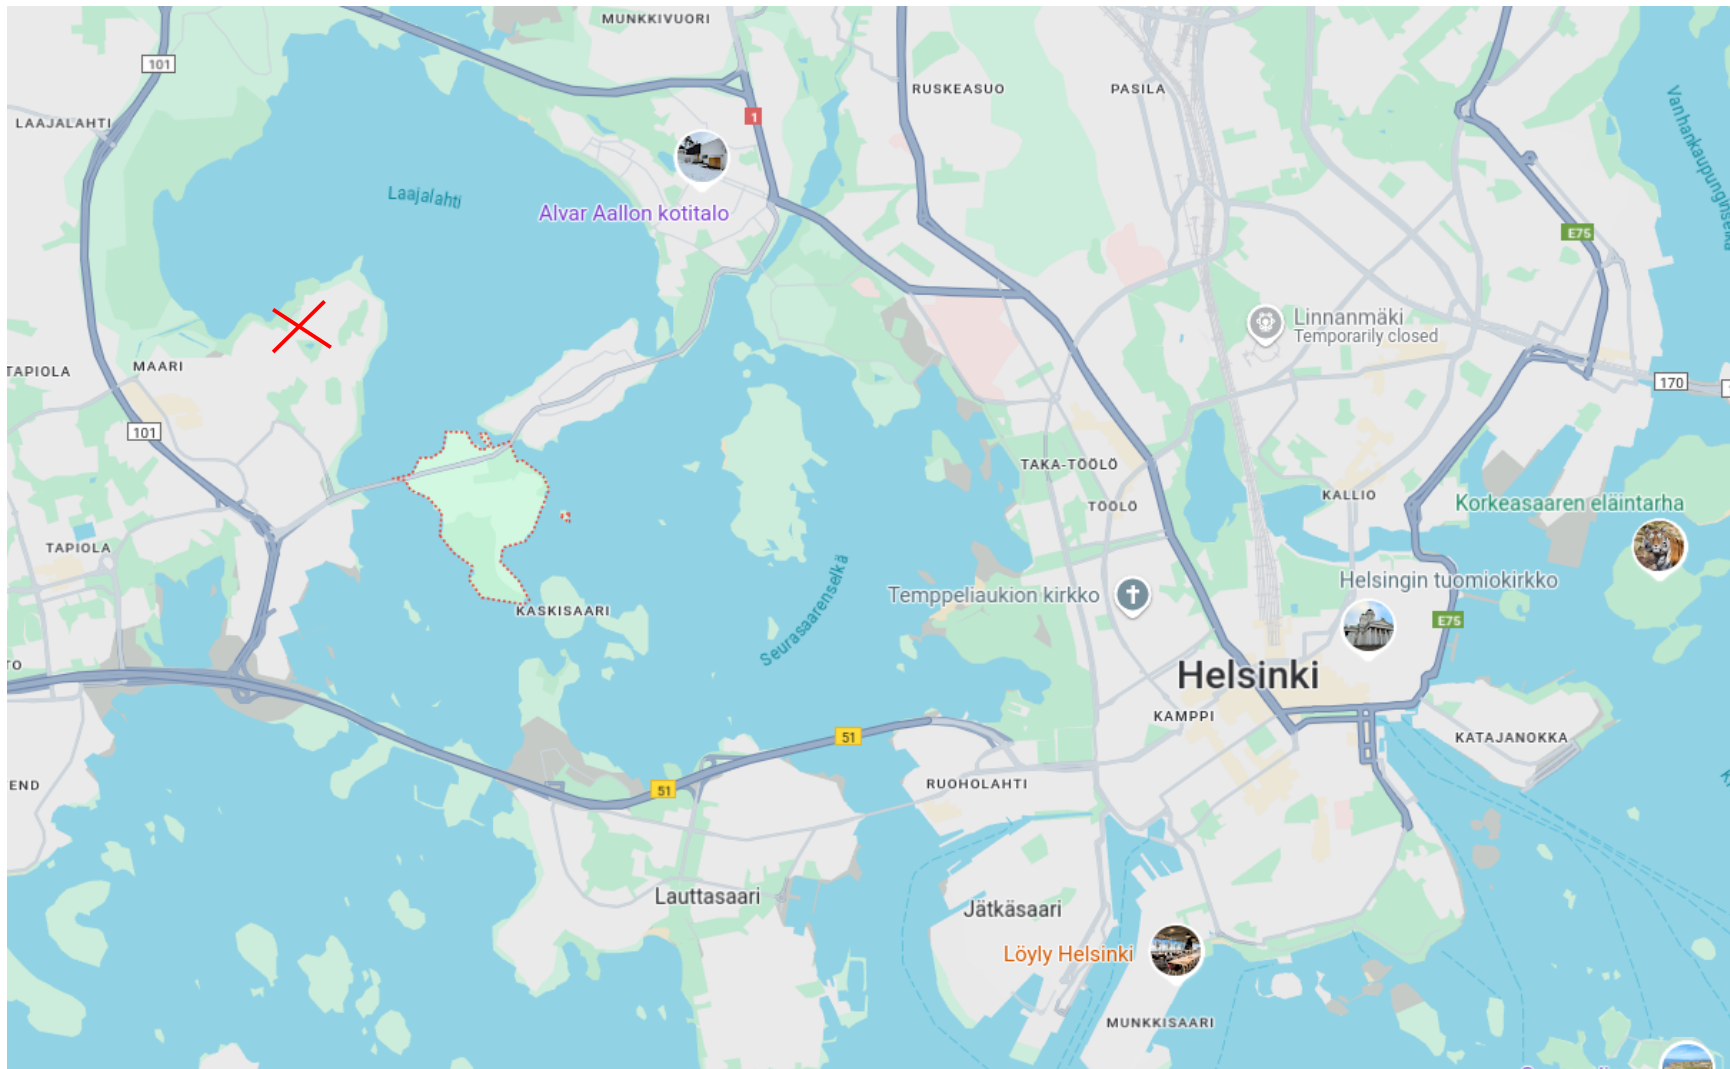 MUNKKIVUORI
101
RUSKEASUO
PASILA
LAAJALAHTI
1
Vanhankaupunginselkä
Laajalahti
Alvar Aallon kotitalo
E75
Linnanmäki
Temporarily closed
MAARI
TAPIOLA
170
101
TAKA-TÖÖLÖ
KALLIO
TÖÖLÖ
Korkeasaaren eläintarha
TAPIOLA
Helsingin tuomiokirkko
Temppeliaukion kirkko
KASKISAARI
Seurasaarenselkä
E75
TO
Helsinki
KAMPPI
51
KATAJANOKKA
END
51
RUOHOLAHTI
Lauttasaari
Jätkäsaari
Löyly Helsinki
MUNKKISAARI